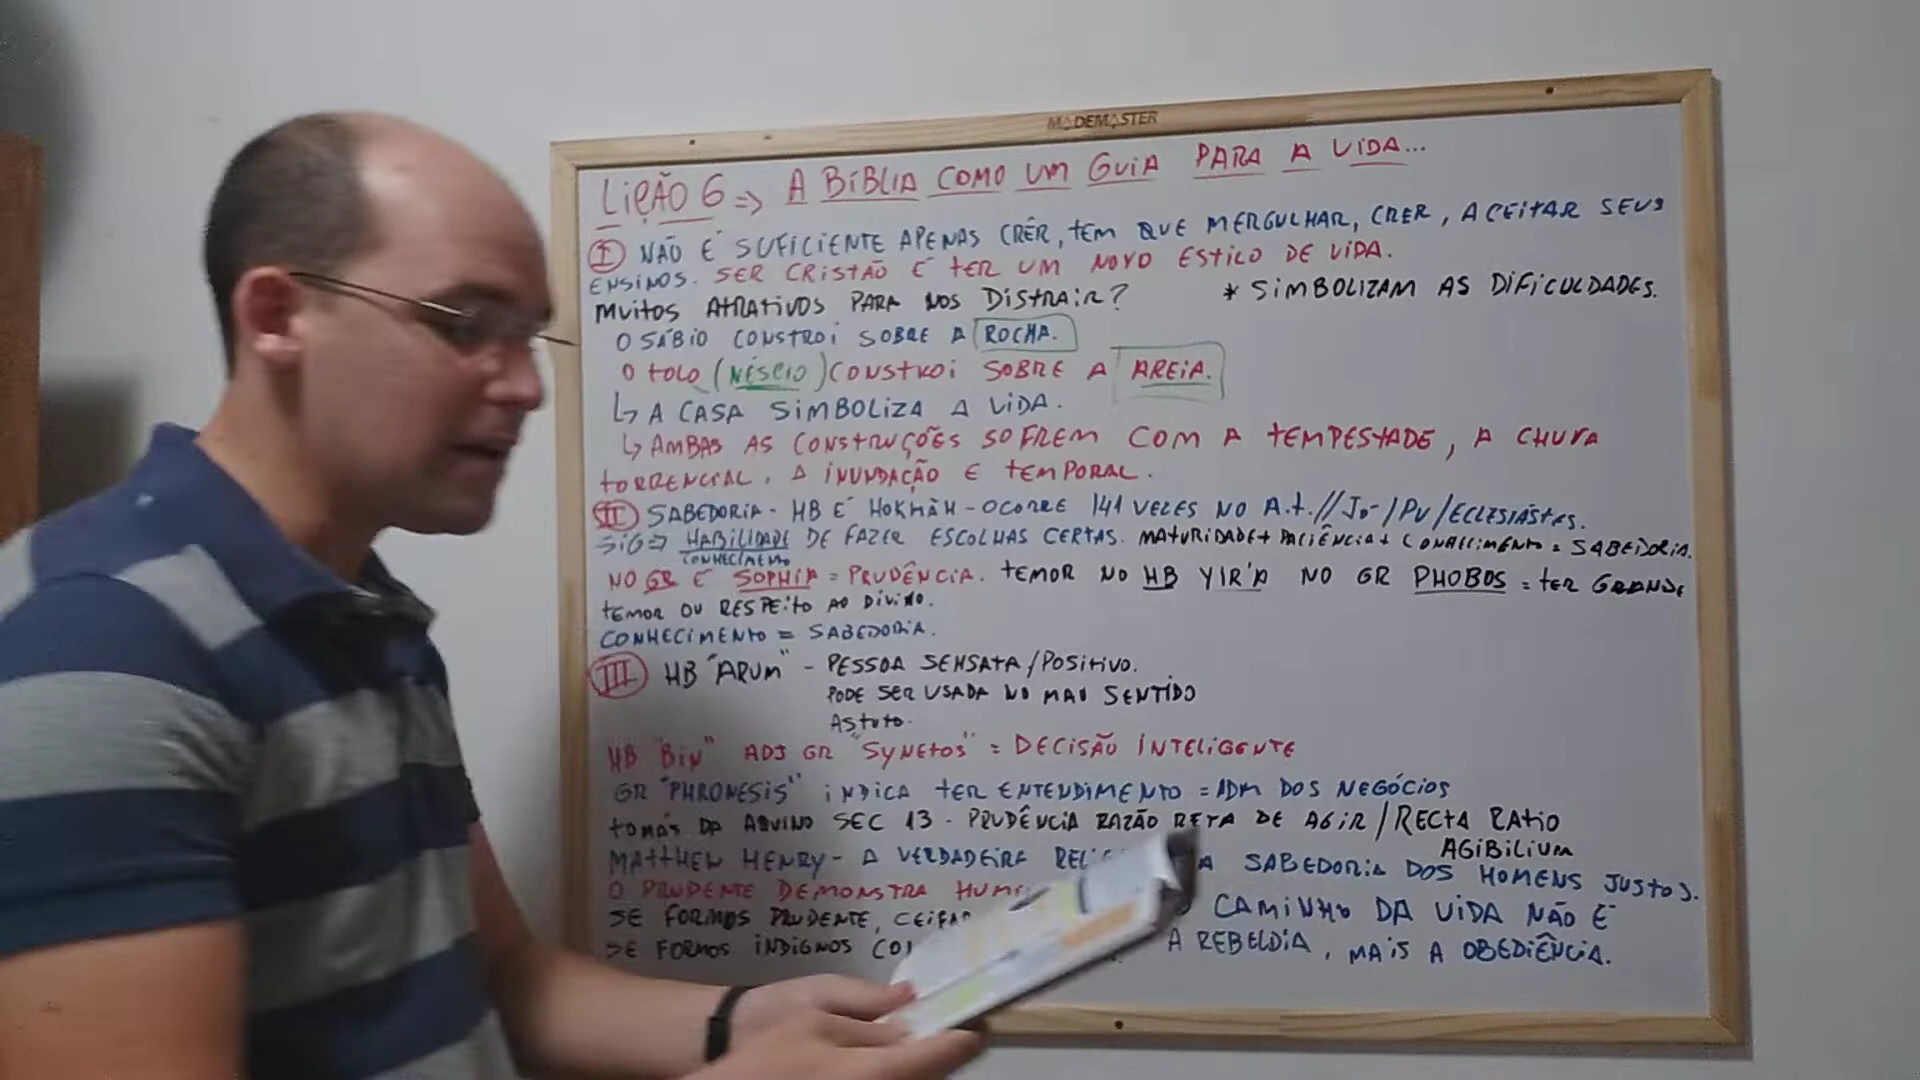 MADEMASTER
LIÇÃO 6 => A BÍBLIA COMO UM GUIA PARA A VIDA...
I NÃO É SUFICIENTE APENAS CRÊR, TEM QUE MERGULHAR, CRER, ACEITAR SEUS
ENSINOS. SER CRISTÃO É TER UM NOVO ESTILO DE VIDA.
MUITOS ATRATIVOS PARA NOS DISTRAIR? * SIMBOLIZAM AS DIFICULDADES.
O SÁBIO CONSTROI SOBRE A ROCHA.
O TOLO (NÉSCIO) CONSTROI SOBRE A AREIA.
↳ A CASA SIMBOLIZA A VIDA.
↳ AMBAS AS CONSTRUÇÕES SOFREM COM A TEMPESTADE, A CHUVA
TORRENCIAL, A INUNDAÇÃO E TEMPORAL.
II SABEDORIA - HB É HOKMÃH - OCORRE 141 VEZES NO A.T. // JÓ - / PV / ECLESIÁSTES.
SIG => HABILIDADE DE FAZER ESCOLHAS CERTAS. MATURIDADE + PACIÊNCIA + CONHECIMENTO = SABEDORIA.
CONHECIMENTO
NO GR É SOPHIA = PRUDÊNCIA. TEMOR NO HB YIR'A NO GR PHOBOS = TER GRANDE
TEMOR OU RESPEITO AO DIVINO.
CONHECIMENTO = SABEDORIA.
III HB "ARUM" - PESSOA SENSATA / POSITIVO.
PODE SER USADA NO MAU SENTIDO
ASTUTO.
HB "BIN" ADJ GR "SYNETOS" = DECISÃO INTELIGENTE
GR "PHRONESIS" INDICA TER ENTENDIMENTO = ADM DOS NEGÓCIOS
TOMÁS DA AQUINO SEC 13 - PRUDÊNCIA RAZÃO RETA DE AGIR / RECTA RATIO
AGIBILIUM
MATTHEW HENRY - A VERDADEIRA A SABEDORIA DOS HOMENS JUSTOS.
O PRUDENTE DEMONSTRA
SE FORMOS PRUDENTE, CAMINHO DA VIDA NÃO É
SE FORMOS INDIGNOS A REBELDIA, MAIS A OBEDIÊNCIA.